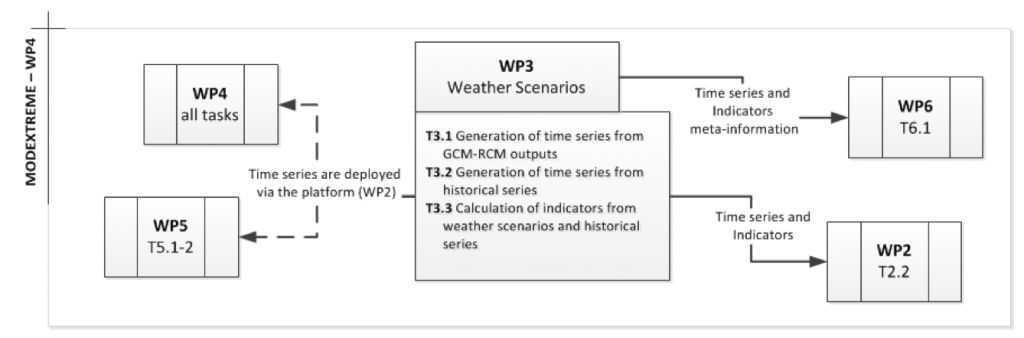 MODEXTREME – WP4
WP4
all tasks
Time series are deployed
via the platform (WP2)
WP5
T5.1-2
WP3
Weather Scenarios
T3.1 Generation of time series from
GCM-RCM outputs
T3.2 Generation of time series from
historical series
T3.3 Calculation of indicators from
weather scenarios and historical
series
Time series and
Indicators
meta-information
WP6
T6.1
Time series and
Indicators
WP2
T2.2